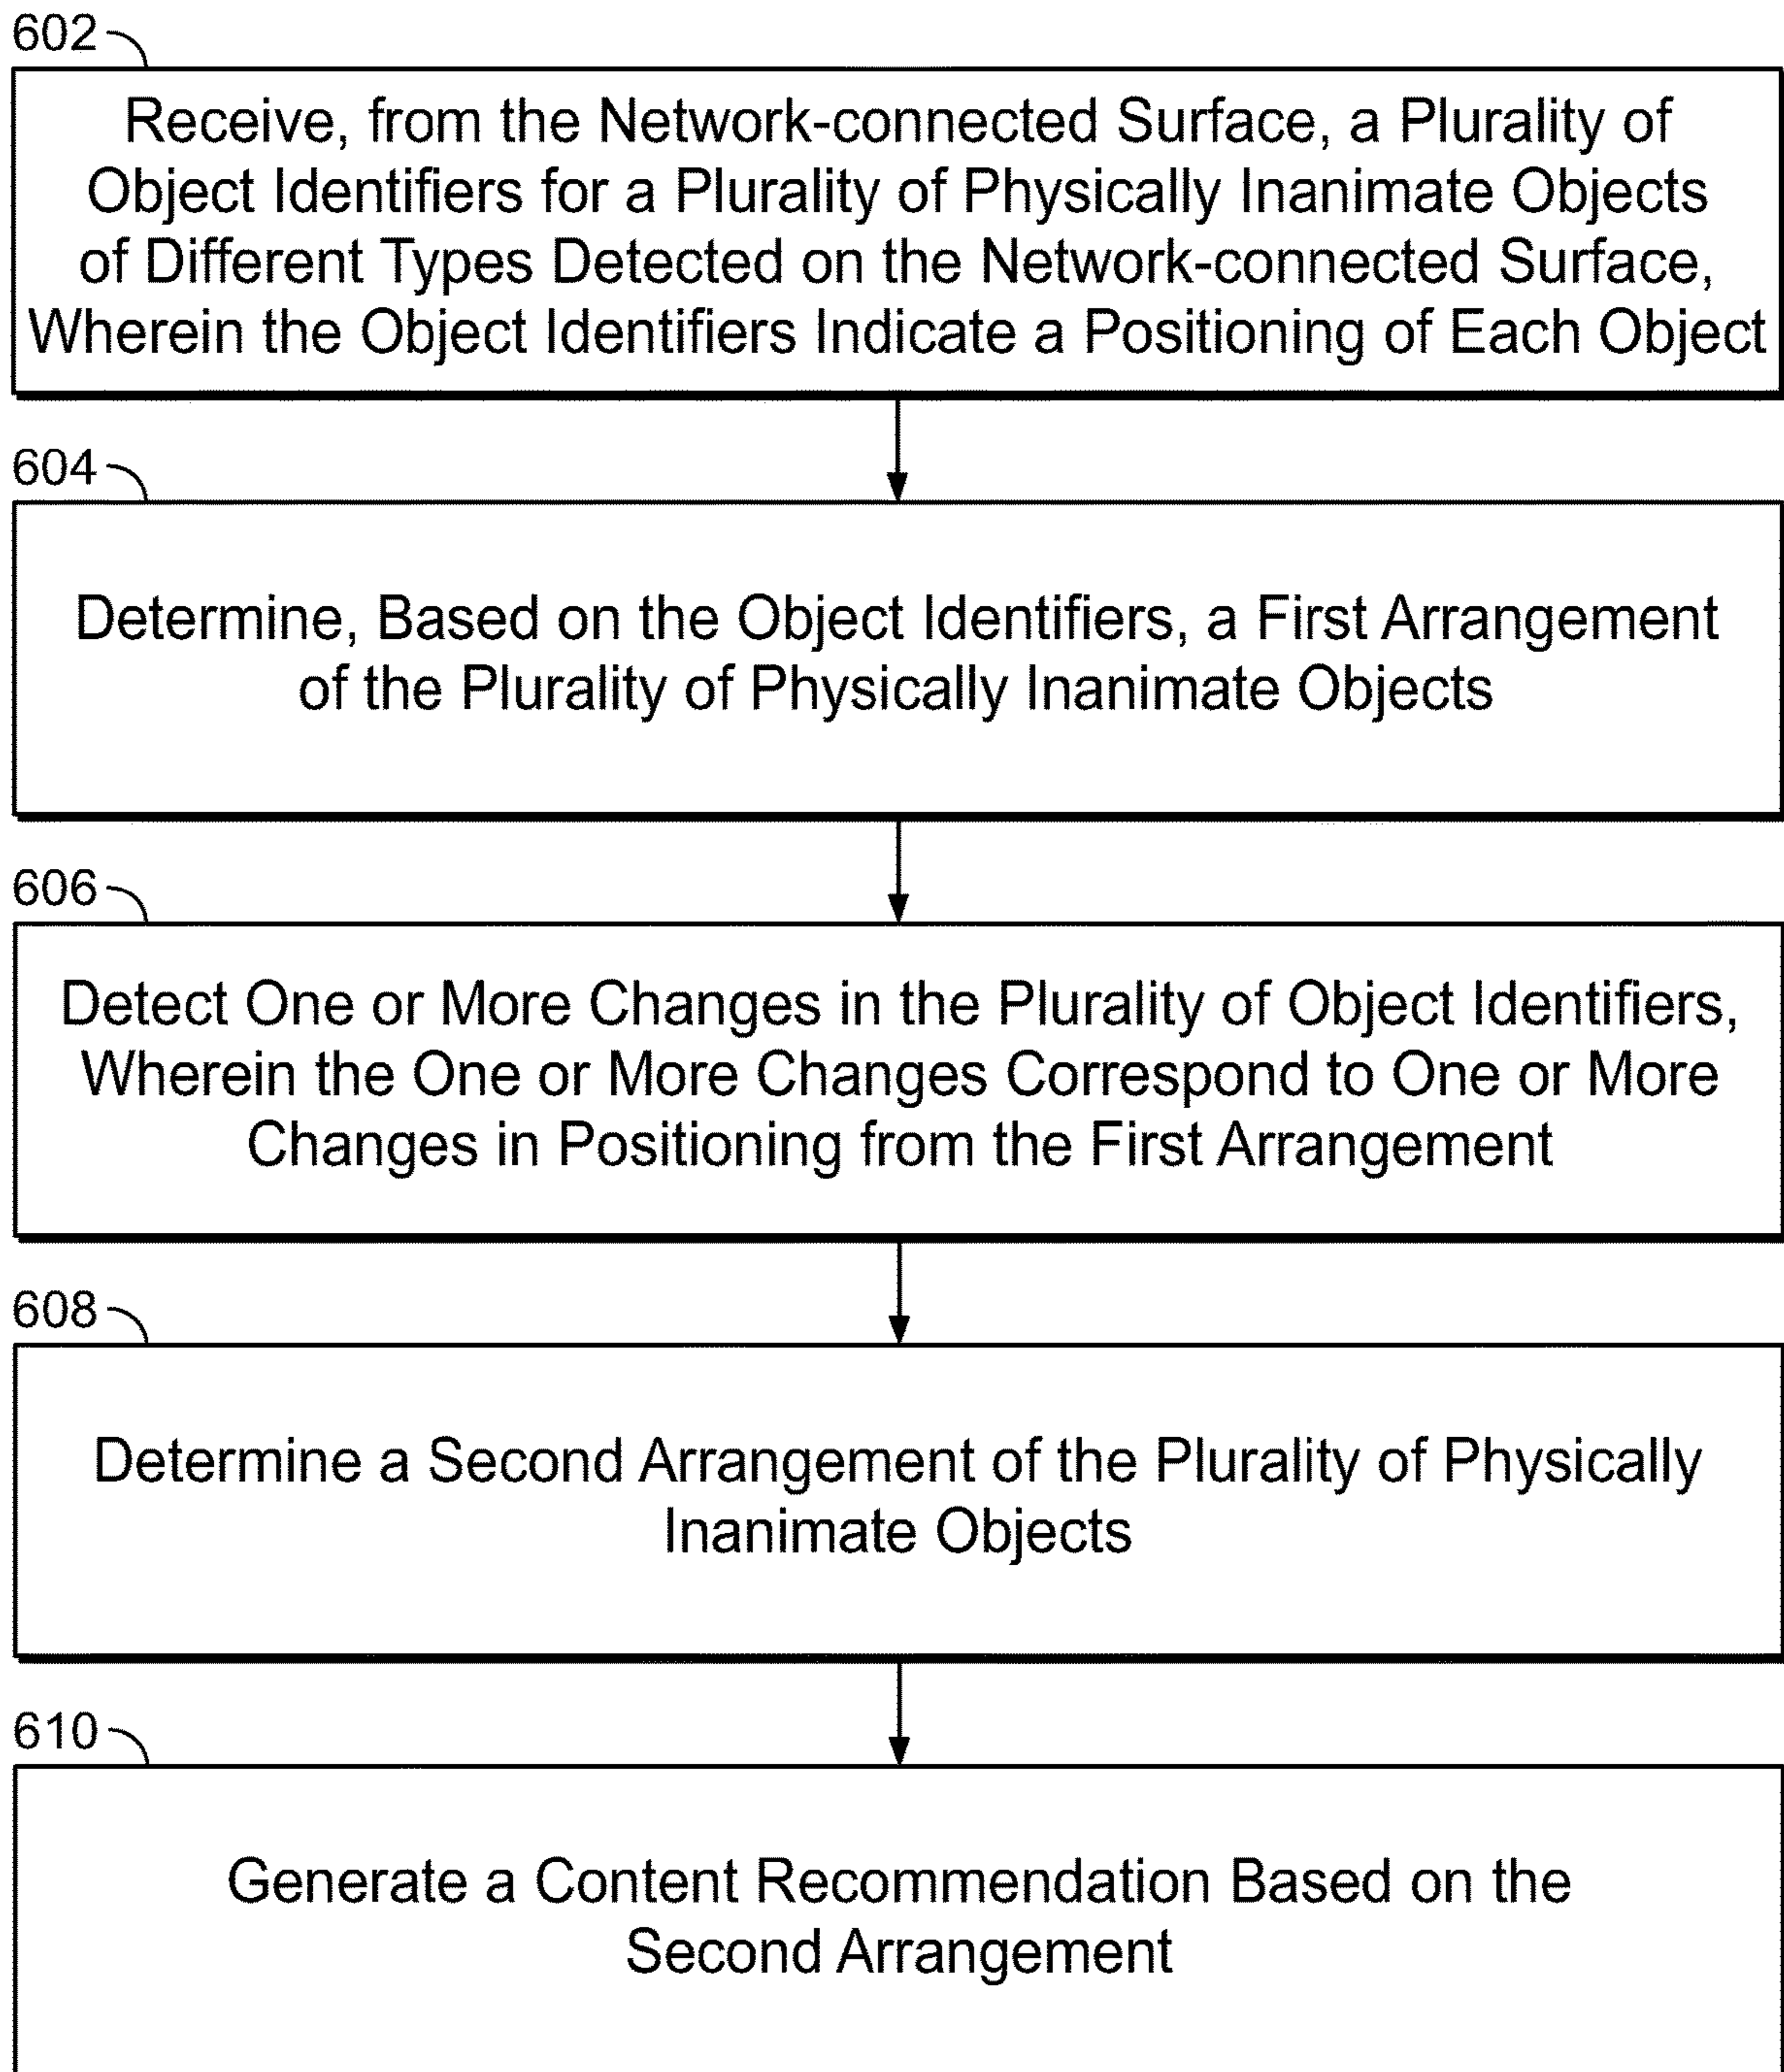 602
Receive, from the Network-connected Surface, a Plurality of
Object Identifiers for a Plurality of Physically Inanimate Objects
of Different Types Detected on the Network-connected Surface,
Wherein the Object Identifiers Indicate a Positioning of Each Object
604
Determine, Based on the Object Identifiers, a First Arrangement
of the Plurality of Physically Inanimate Objects
606
Detect One or More Changes in the Plurality of Object Identifiers,
Wherein the One or More Changes Correspond to One or More
Changes in Positioning from the First Arrangement
608
Determine a Second Arrangement of the Plurality of Physically
Inanimate Objects
610
Generate a Content Recommendation Based on the
Second Arrangement